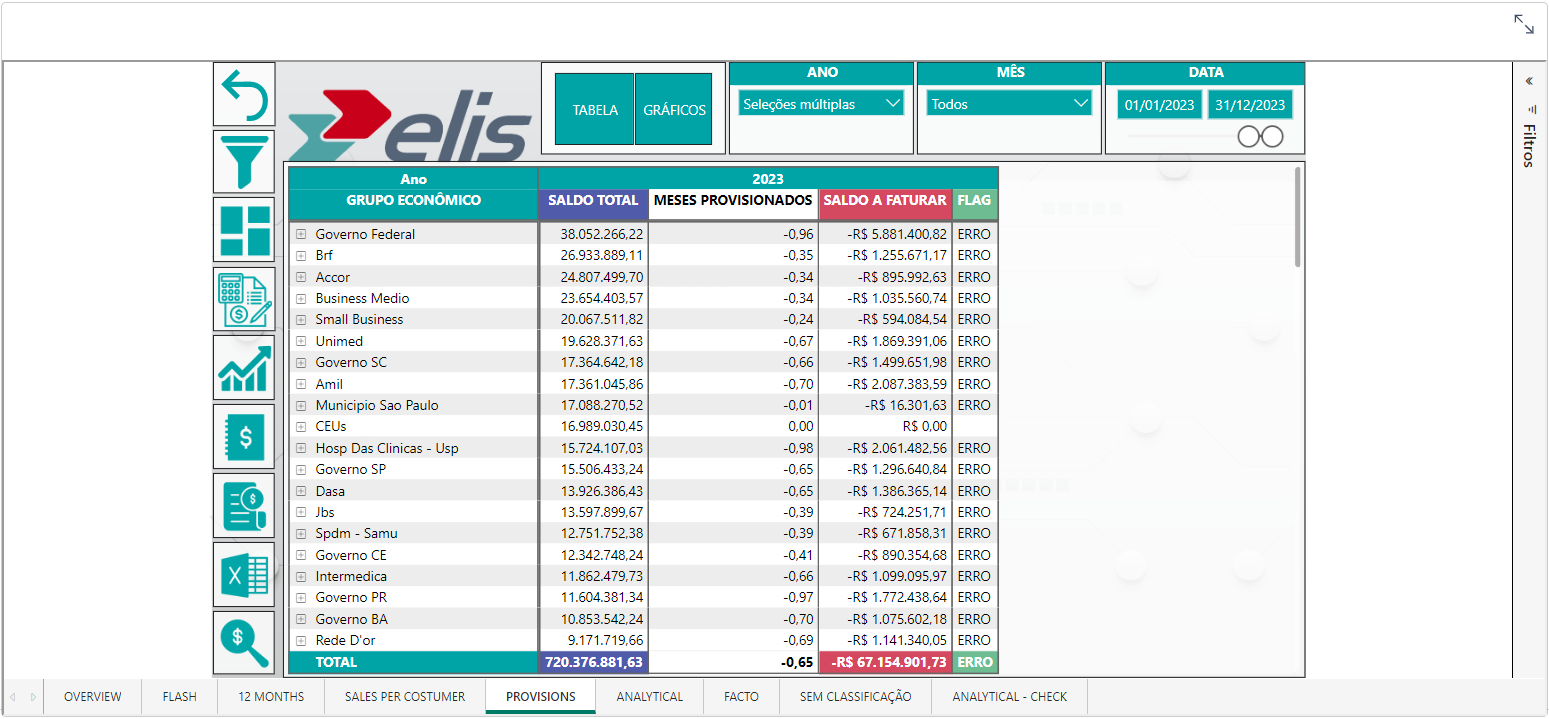 ANO
MÊS
DATA
elis
TABELA
GRÁFICOS
Seleções múltiplas
Todos
01/01/2023
31/12/2023
Filtros
Ano 2023
GRUPO ECONÔMICO SALDO TOTAL MESES PROVISIONADOS SALDO A FATURAR FLAG
Governo Federal 38.052.266,22 -0,96 -R$ 5.881.400,82 ERRO
Brf 26.933.889,11 -0,35 -R$ 1.255.671,17 ERRO
Accor 24.807.499,70 -0,34 -R$ 895.992,63 ERRO
Business Medio 23.654.403,57 -0,34 -R$ 1.035.560,74 ERRO
Small Business 20.067.511,82 -0,24 -R$ 594.084,54 ERRO
Unimed 19.628.371,63 -0,67 -R$ 1.869.391,06 ERRO
Governo SC 17.364.642,18 -0,66 -R$ 1.499.651,98 ERRO
Amil 17.361.045,86 -0,70 -R$ 2.087.383,59 ERRO
Municipio Sao Paulo 17.088.270,52 -0,01 -R$ 16.301,63 ERRO
CEUs 16.989.030,45 0,00 R$ 0,00
Hosp Das Clinicas - Usp 15.724.107,03 -0,98 -R$ 2.061.482,56 ERRO
Governo SP 15.506.433,24 -0,65 -R$ 1.296.640,84 ERRO
Dasa 13.926.386,43 -0,65 -R$ 1.386.365,14 ERRO
Jbs 13.597.899,67 -0,39 -R$ 724.251,71 ERRO
Spdm - Samu 12.751.752,38 -0,39 -R$ 671.858,31 ERRO
Governo CE 12.342.748,24 -0,41 -R$ 890.354,68 ERRO
Intermedica 11.862.479,73 -0,66 -R$ 1.099.095,97 ERRO
Governo PR 11.604.381,34 -0,97 -R$ 1.772.438,64 ERRO
Governo BA 10.853.542,24 -0,70 -R$ 1.075.602,18 ERRO
Rede D'or 9.171.719,66 -0,69 -R$ 1.141.340,05 ERRO
TOTAL 720.376.881,63 -0,65 -R$ 67.154.901,73 ERRO
OVERVIEW FLASH 12 MONTHS SALES PER COSTUMER PROVISIONS ANALYTICAL FACTO SEM CLASSIFICAÇÃO ANALYTICAL - CHECK